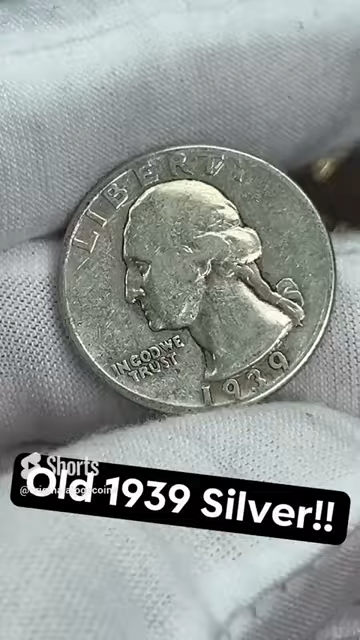 LIBERTY
IN GOD WE
TRUST
1939
Shorts
Old 1939 Silver!!